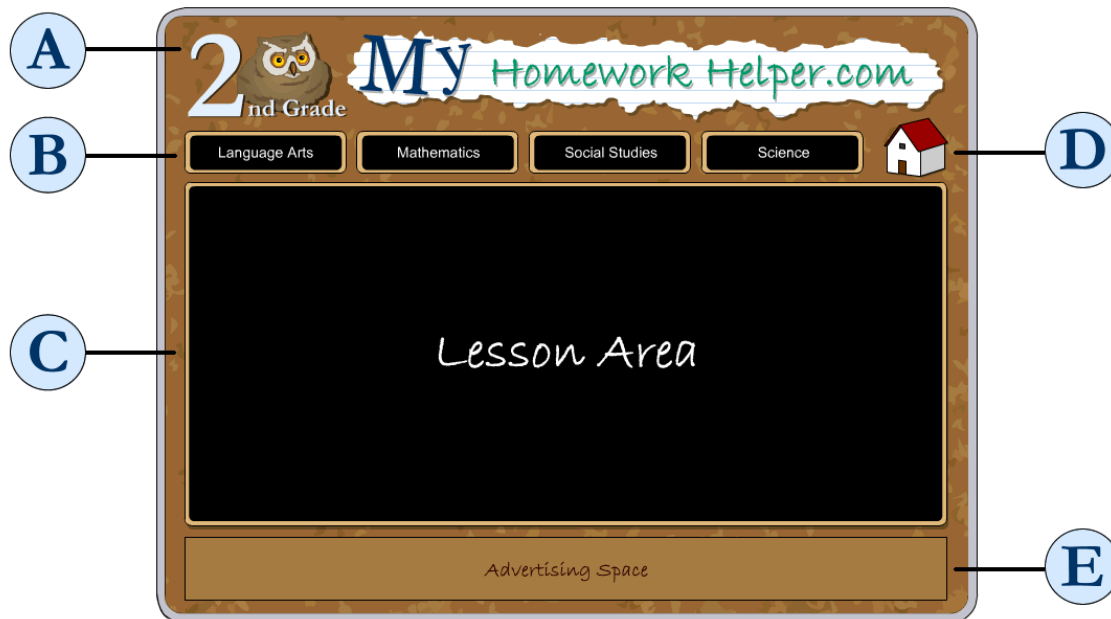 A
2nd Grade
My Homework Helper.com
B
Language Arts
Mathematics
Social Studies
Science
D
C
Lesson Area
Advertising Space
E